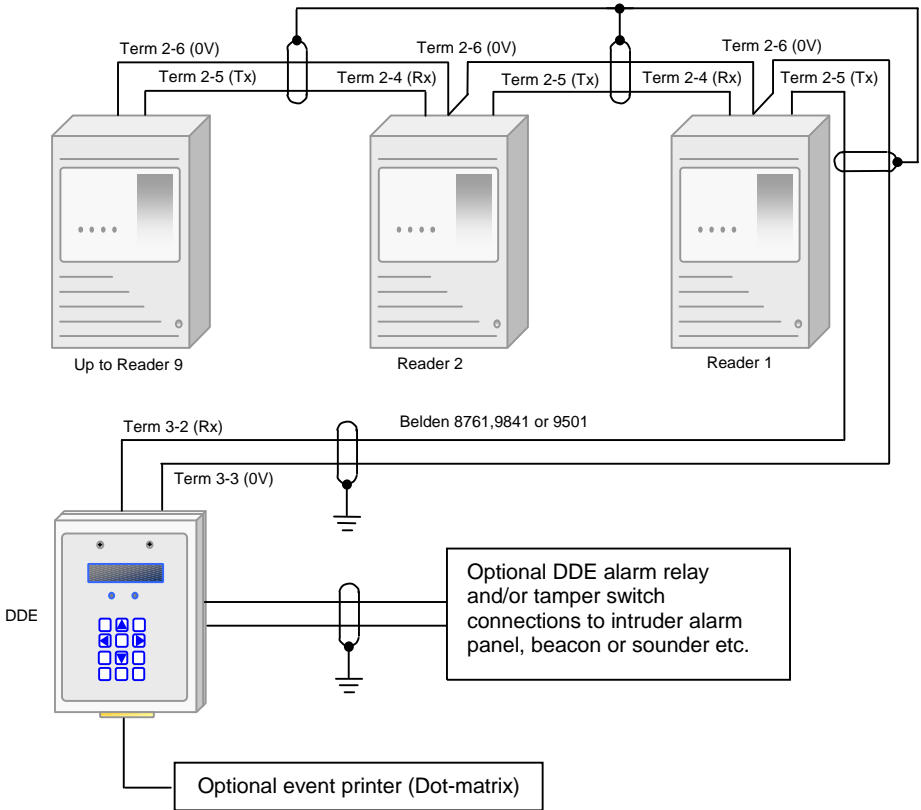 Term 2-6 (0V)
Term 2-6 (0V)
Term 2-6 (0V)
Term 2-5 (Tx)
Term 2-4 (Rx)
Term 2-5 (Tx)
Term 2-4 (Rx)
Term 2-5 (Tx)
Up to Reader 9
Reader 2
Reader 1
Term 3-2 (Rx)
Belden 8761,9841 or 9501
Term 3-3 (0V)
DDE
Optional DDE alarm relay
and/or tamper switch
connections to intruder alarm
panel, beacon or sounder etc.
Optional event printer (Dot-matrix)